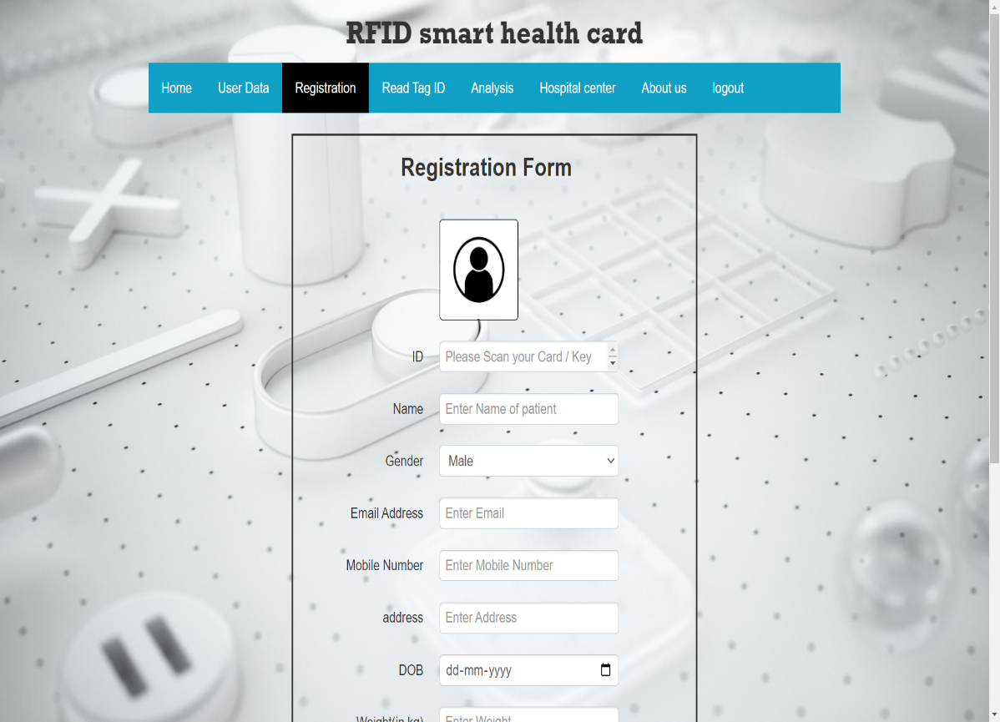 RFID smart health card
Home User Data Registration Read Tag ID Analysis Hospital center About us logout
Registration Form
ID Please Scan your Card / Key
Name Enter Name of patient
Gender Male
Email Address Enter Email
Mobile Number Enter Mobile Number
address Enter Address
DOB dd-mm-yyyy
Weight(in kg) Enter Weight